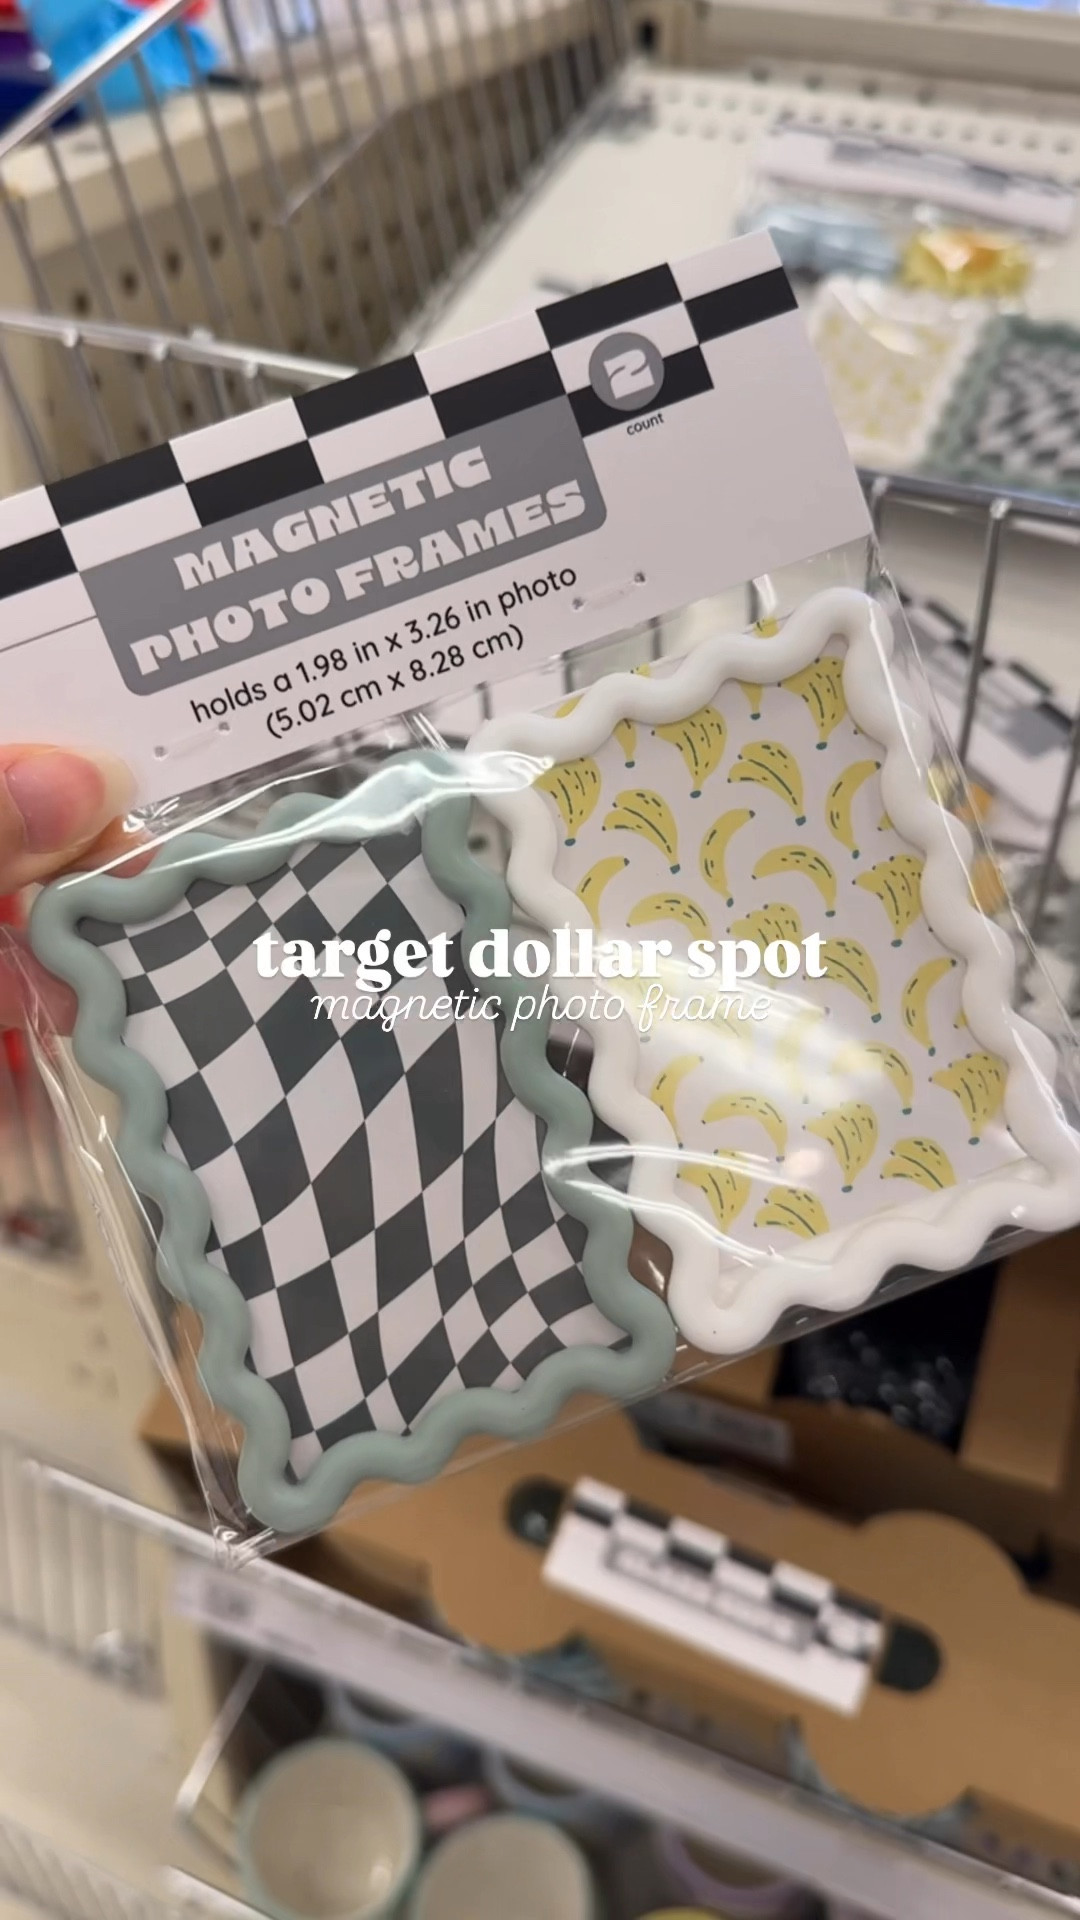 2
count
MAGNETIC
PHOTO FRAMES
holds a 1.98 in x 3.26 in photo
(5.02 cm x 8.28 cm)
target dollar spot
magnetic photo frame